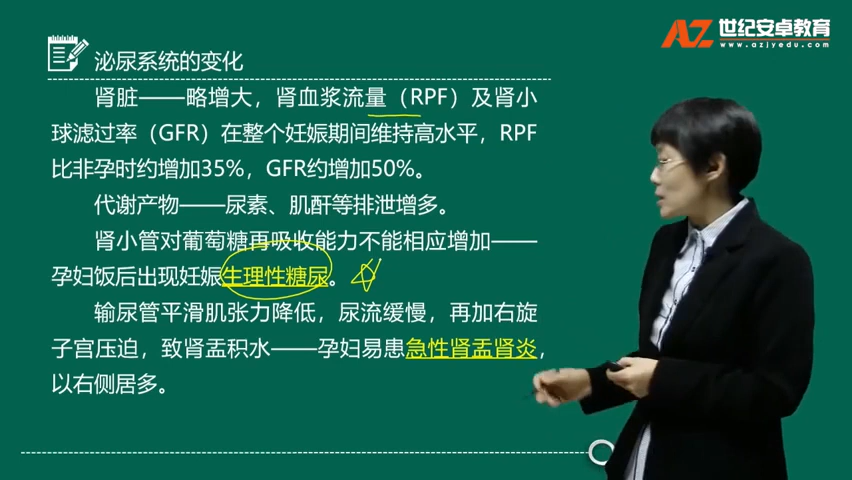 AZ 世纪安卓教育
www.azjyedu.com
泌尿系统的变化
肾脏——略增大，肾血浆流量（RPF）及肾小
球滤过率（GFR）在整个妊娠期间维持高水平，RPF
比非孕时约增加35%，GFR约增加50%。
代谢产物——尿素、肌酐等排泄增多。
肾小管对葡萄糖再吸收能力不能相应增加——
孕妇饭后出现妊娠生理性糖尿。
输尿管平滑肌张力降低，尿流缓慢，再加右旋
子宫压迫，致肾盂积水——孕妇易患急性肾盂肾炎，
以右侧居多。